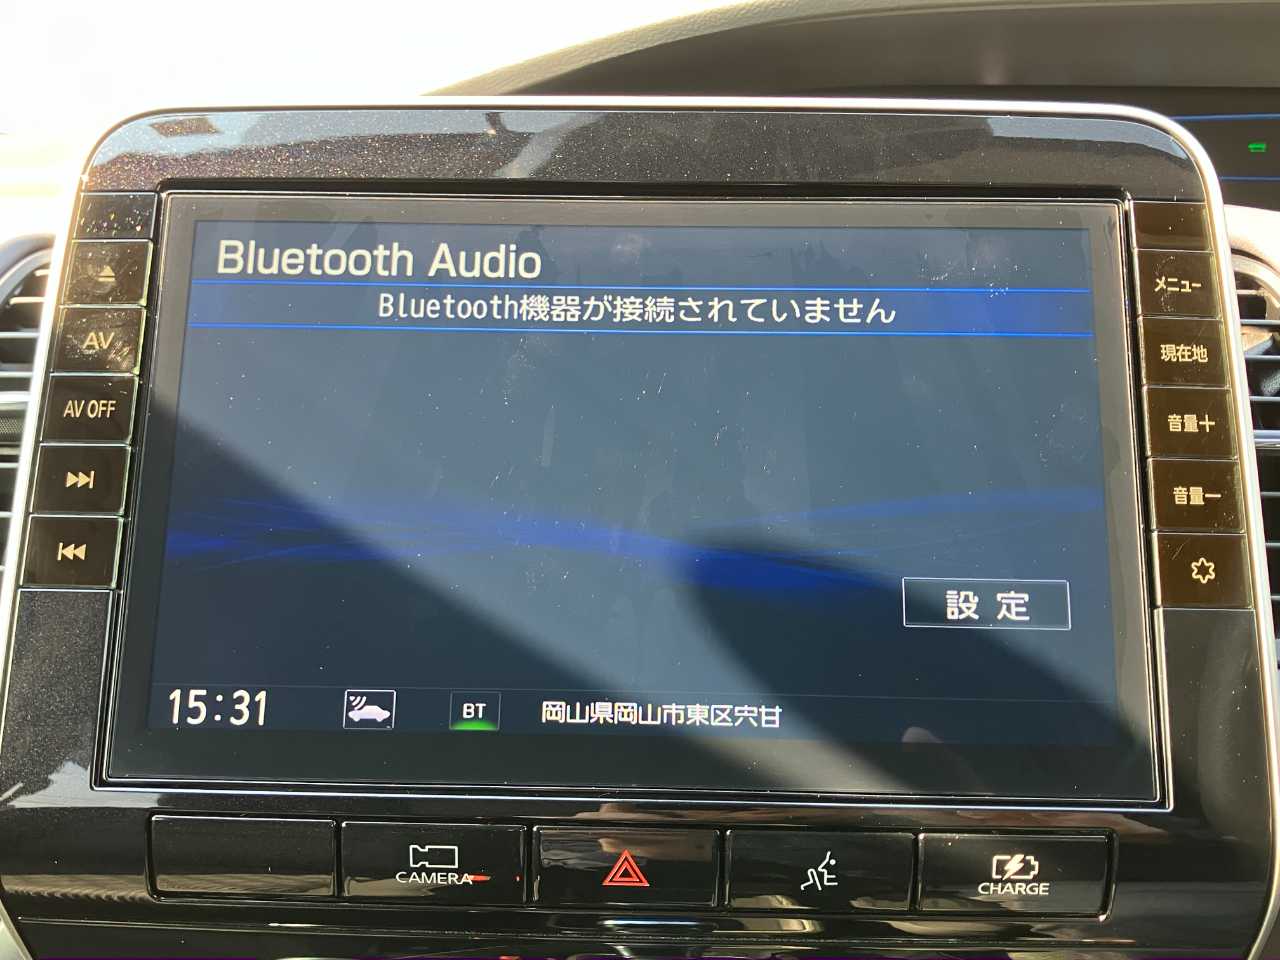 Bluetooth Audio
Bluetooth機器が接続されていません
設定
15:31
BT
岡山県岡山市東区宍甘
AV
AV OFF
メニュー
現在地
音量＋
音量－
CAMERA
CHARGE